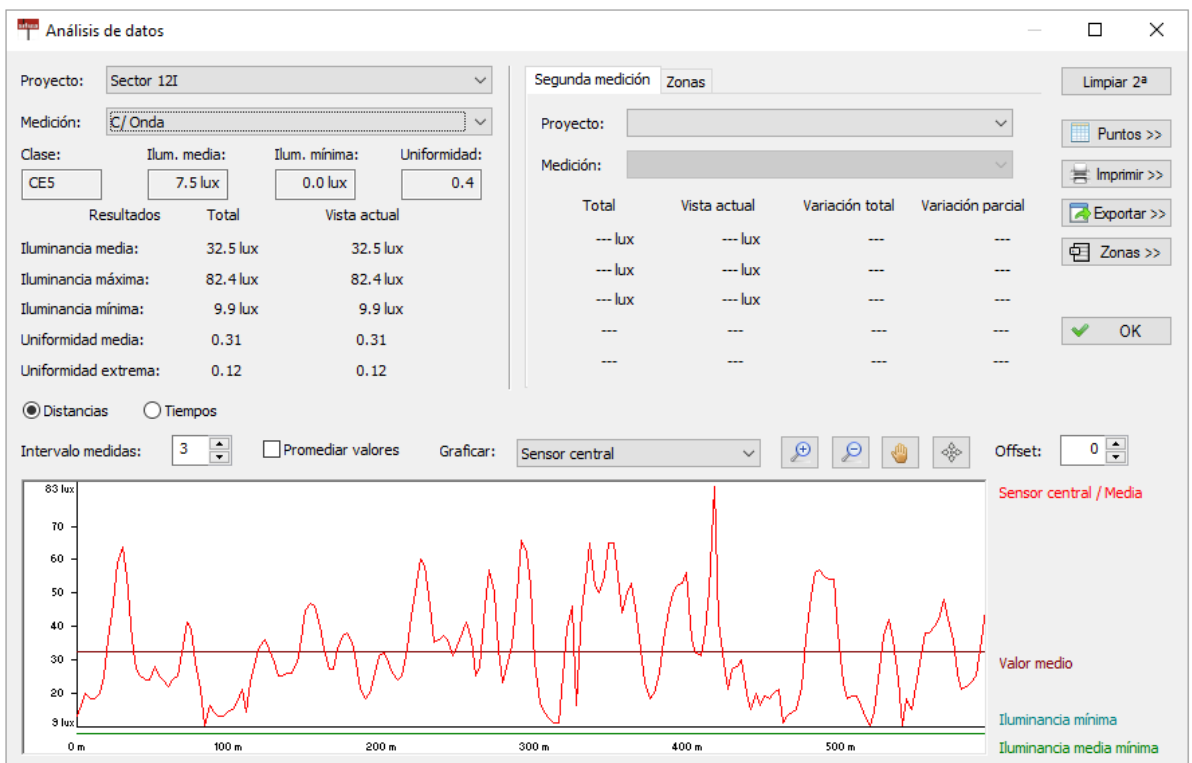 Análisis de datos
Proyecto: Sector 12I
Medición: C/ Onda
Clase: Ilum. media: Ilum. mínima: Uniformidad:
CE5 7.5 lux 0.0 lux 0.4
Resultados Total Vista actual
Iluminancia media: 32.5 lux 32.5 lux
Iluminancia máxima: 82.4 lux 82.4 lux
Iluminancia mínima: 9.9 lux 9.9 lux
Uniformidad media: 0.31 0.31
Uniformidad extrema: 0.12 0.12
Segunda medición Zonas
Proyecto:
Medición:
Total Vista actual Variación total Variación parcial
--- lux --- lux --- ---
--- lux --- lux --- ---
--- lux --- lux --- ---
--- --- --- ---
--- --- --- ---
Limpiar 2ª
Puntos >>
Imprimir >>
Exportar >>
Zonas >>
OK
Distancias Tiempos
Intervalo medidas: 3 Promediar valores Graficar: Sensor central Offset: 0
83 lux
70
60
50
40
30
20
9 lux
0 m 100 m 200 m 300 m 400 m 500 m
Sensor central / Media
Valor medio
Iluminancia mínima
Iluminancia media mínima